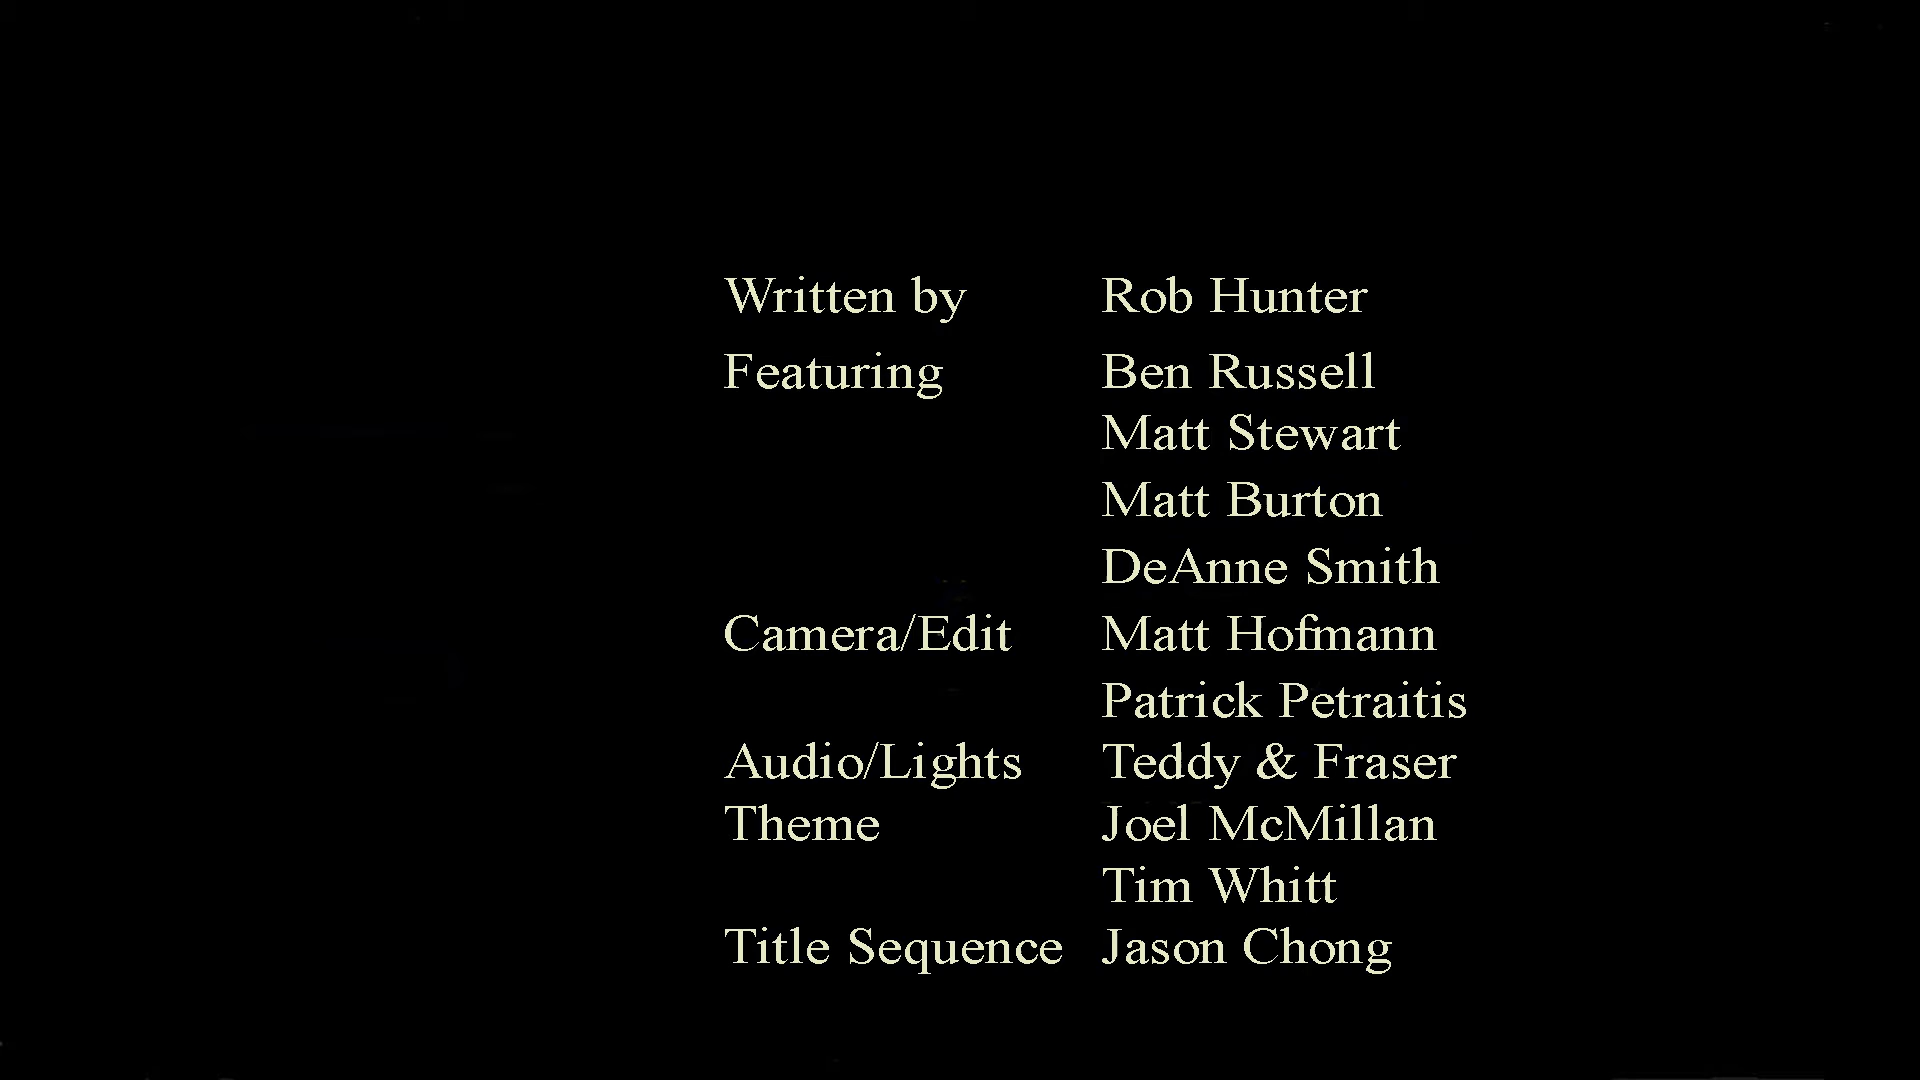 Written by Rob Hunter
Featuring Ben Russell
Matt Stewart
Matt Burton
DeAnne Smith
Camera/Edit Matt Hofmann
Patrick Petraitis
Audio/Lights Teddy & Fraser
Theme Joel McMillan
Tim Whitt
Title Sequence Jason Chong